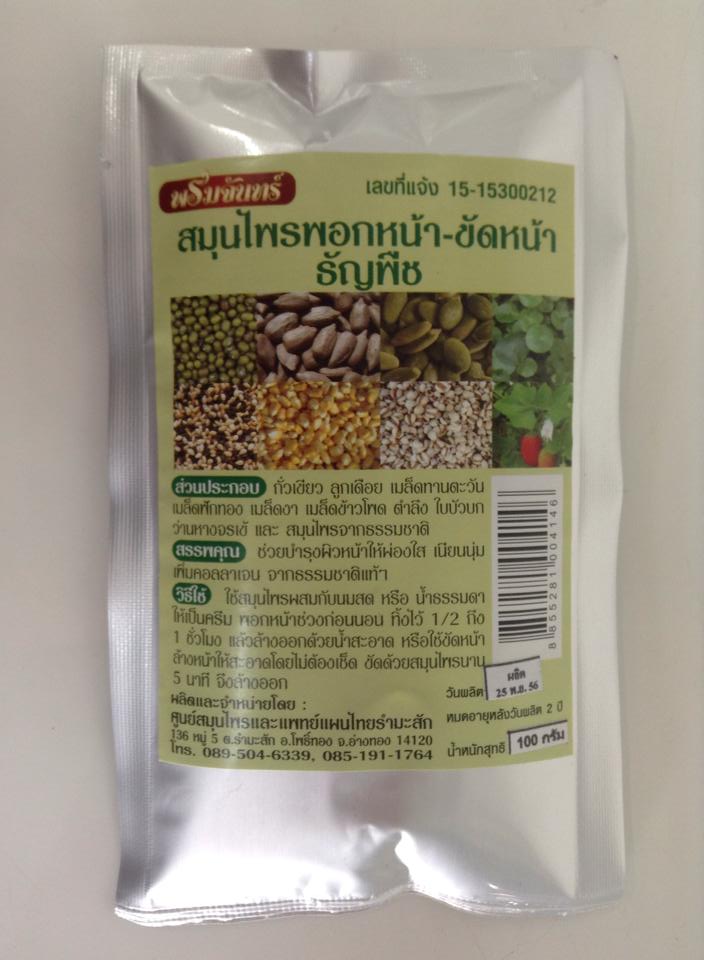 พริมจันทร์
เลขที่แจ้ง 15-15300212
สมุนไพรพอกหน้า-ขัดหน้า
ธัญพืช
ส่วนประกอบ ถั่วเขียว ลูกเดือย เมล็ดทานตะวัน
เมล็ดฟักทอง เมล็ดงา เมล็ดข้าวโพด ตำลึง ใบบัวบก
ว่านหางจรเข้ และ สมุนไพรจากธรรมชาติ
สรรพคุณ ช่วยบำรุงผิวหน้าให้ผ่องใส เนียนนุ่ม
เพิ่มคอลลาเจน จากธรรมชาติแท้ๆ
วิธีใช้ ใช้สมุนไพรผสมกับนมสด หรือ น้ำธรรมดา
ให้เป็นครีม พอกหน้าช่วงก่อนนอน ทิ้งไว้ 1/2 ถึง
1 ชั่วโมง แล้วล้างออกด้วยน้ำสะอาด หรือใช้ขัดหน้า
ล้างหน้าให้สะอาดโดยไม่ต้องเช็ด ขัดด้วยสมุนไพรนาน
5 นาที จึงล้างออก
ผลิตและจำหน่ายโดย :
ศูนย์สมุนไพรและแพทย์แผนไทยรำมะสัก
136 หมู่ 5 ต.รำมะสัก อ.โพธิ์ทอง จ.อ่างทอง 14120
โทร. 089-504-6339, 085-191-1764
8 855281 004146
วันผลิต ผลิต
25 พ.ย. 56
หมดอายุหลังวันผลิต 2 ปี
น้ำหนักสุทธิ 100 กรัม